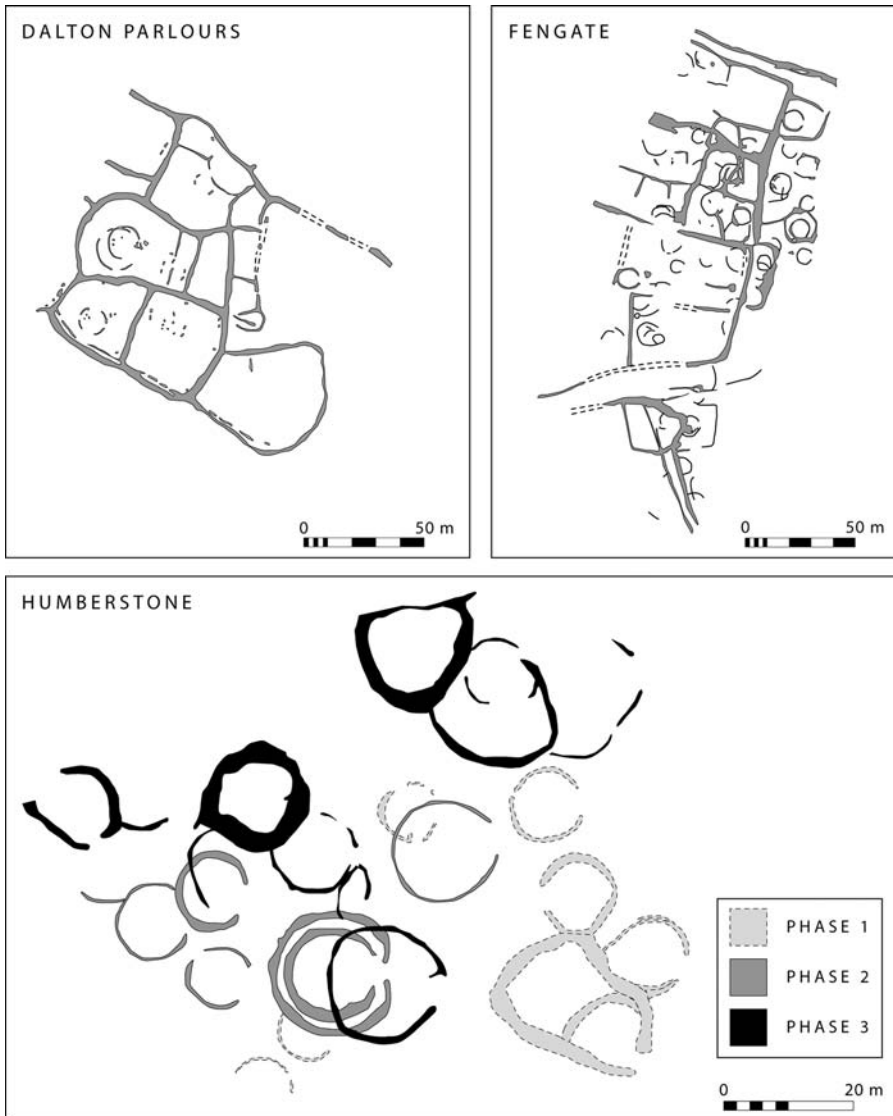 DALTON PARLOURS
0 50 m
FENGATE
0 50 m
HUMBERSTONE
PHASE 1
PHASE 2
PHASE 3
0 20 m